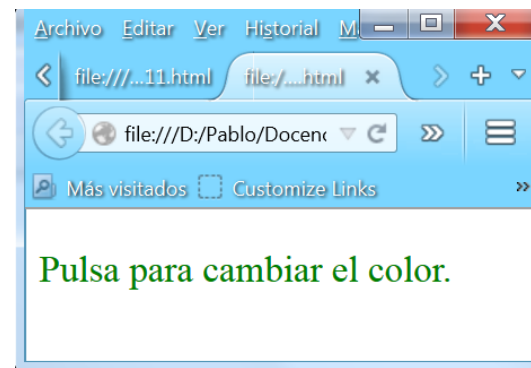 Archivo Editar Ver Historial M
file:///...11.html file:/....html
file:///D:/Pablo/Docenc
Más visitados Customize Links
Pulsa para cambiar el color.